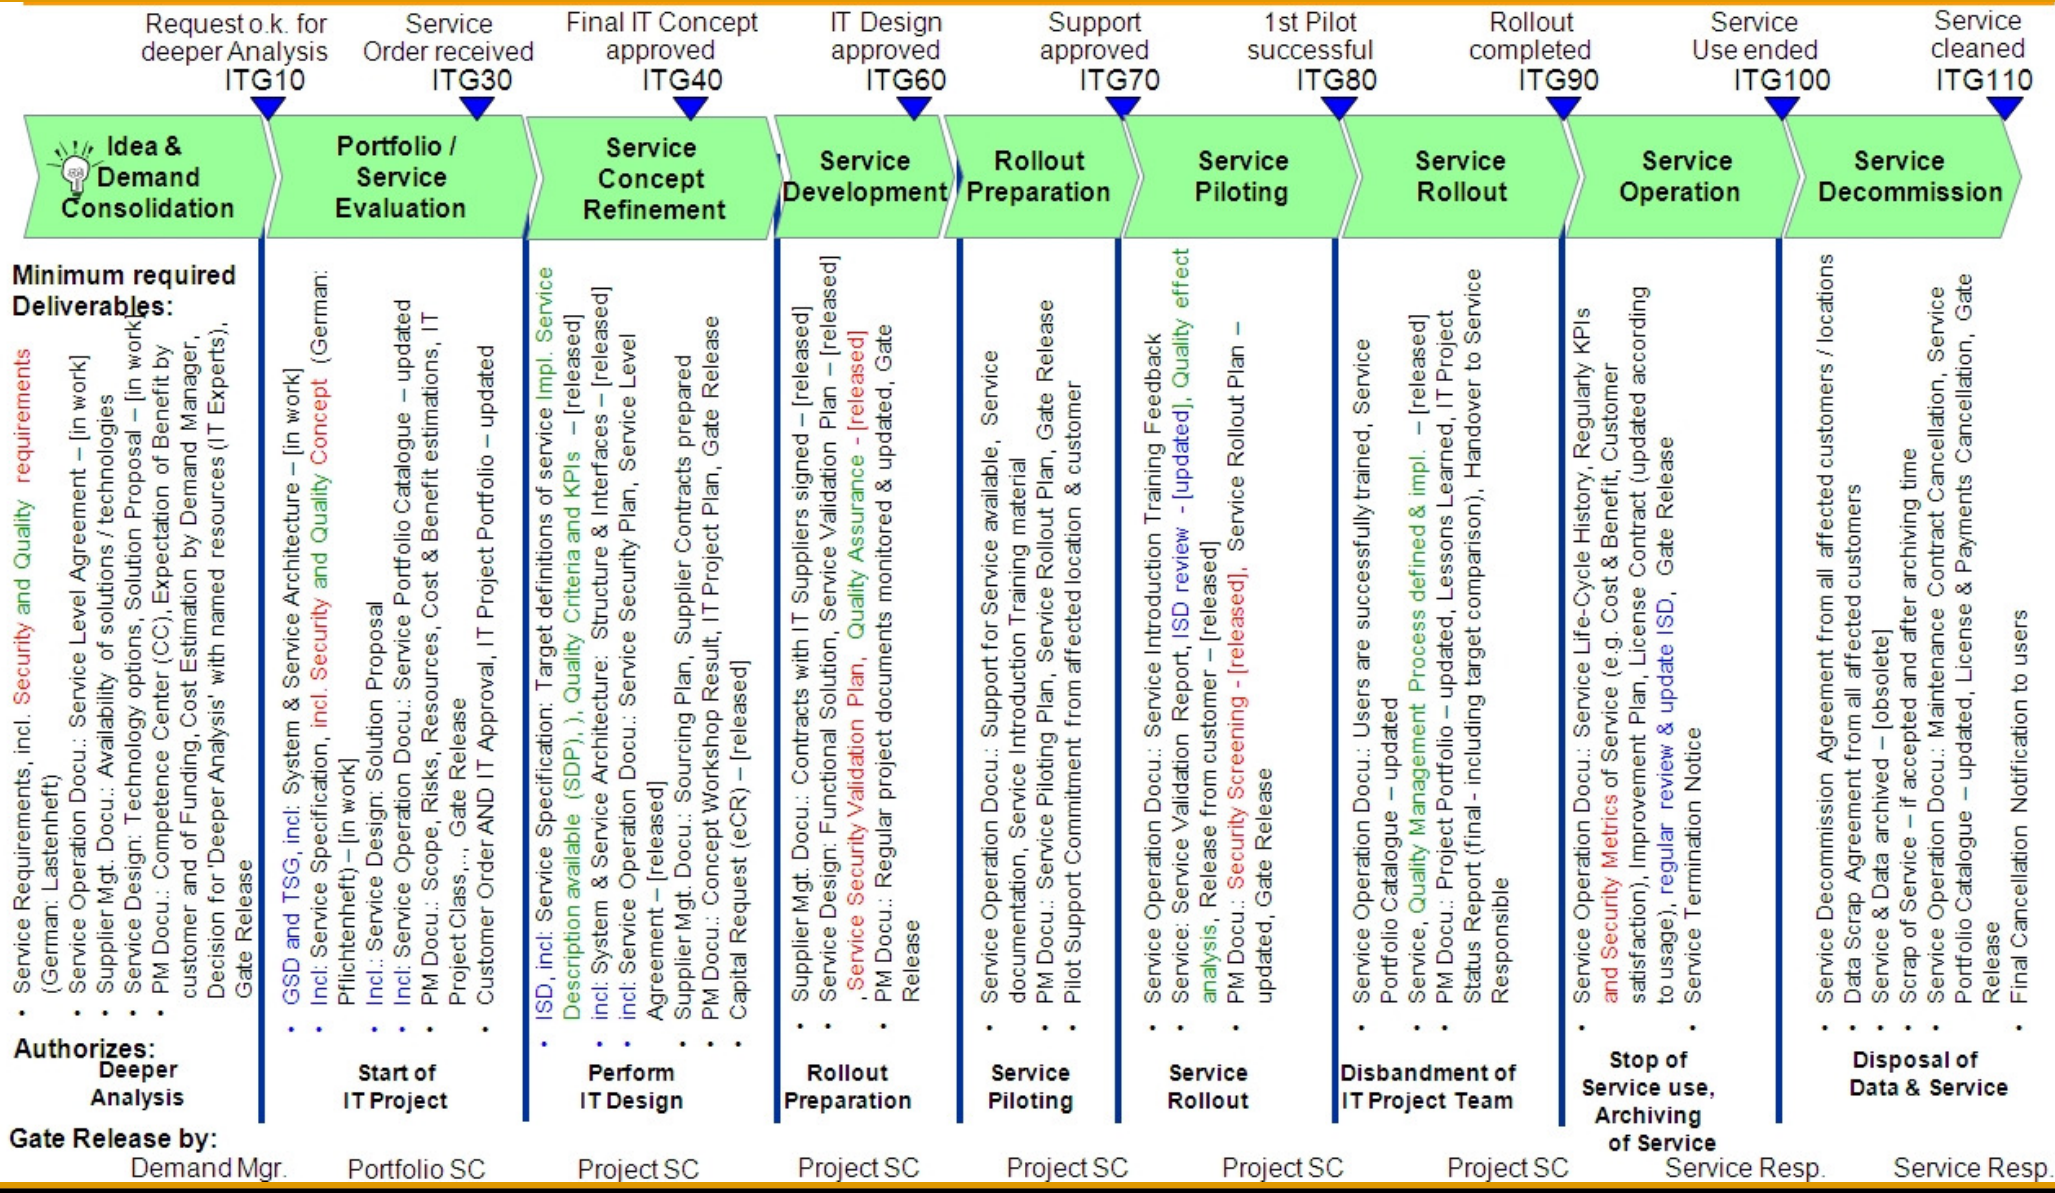 Request o.k. for
deeper Analysis
ITG10
Service
Order received
ITG30
Final IT Concept
approved
ITG40
IT Design
approved
ITG60
Support
approved
ITG70
1st Pilot
successful
ITG80
Rollout
completed
ITG90
Service
Use ended
ITG100
Service
cleaned
ITG110
Idea &
Demand
Consolidation
Portfolio /
Service
Evaluation
Service
Concept
Refinement
Service
Development
Rollout
Preparation
Service
Piloting
Service
Rollout
Service
Operation
Service
Decommission
Minimum required
Deliverables:
• Service Requirements, incl. Security and Quality requirements
(German: Lastenheft)
• Service Operation Docu.: Service Level Agreement – [in work]
• Supplier Mgt. Docu.: Availability of solutions / technologies
• Service Design: Technology options, Solution Proposal – [in work]
• PM Docu.: Competence Center (CC), Expectation of Benefit by
customer and of Funding, Cost Estimation by Demand Manager,
Decision for 'Deeper Analysis' with named resources (IT Experts),
Gate Release
• GSD and TSG, incl: System & Service Architecture – [in work]
• Incl: Service Specification, incl. Security and Quality Concept (German:
Pflichtenheft) – [in work]
• Incl.: Service Design: Solution Proposal
• Incl: Service Operation Docu.: Service Portfolio Catalogue – updated
• PM Docu.: Scope, Risks, Resources, Cost & Benefit estimations, IT
Project Class,..., Gate Release
• Customer Order AND IT Approval, IT Project Portfolio – updated
• ISD, incl: Service Specification: Target definitions of service Impl. Service
Description available (SDP), ), Quality Criteria and KPIs – [released]
• incl: System & Service Architecture: Structure & Interfaces – [released]
• incl: Service Operation Docu.: Service Security Plan, Service Level
Agreement – [released]
• Supplier Mgt. Docu.: Sourcing Plan, Supplier Contracts prepared
• PM Docu.: Concept Workshop Result, IT Project Plan, Gate Release
• Capital Request (eCR) – [released]
• Supplier Mgt. Docu.: Contracts with IT Suppliers signed – [released]
• Service Design: Functional Solution, Service Validation Plan – [released]
, Service Security Validation Plan, Quality Assurance - [released]
• PM Docu.: Regular project documents monitored & updated, Gate
Release
• Service Operation Docu.: Support for Service available, Service
documentation, Service Introduction Training material
• PM Docu.: Service Piloting Plan, Service Rollout Plan, Gate Release
• Pilot Support Commitment from affected location & customer
• Service Operation Docu.: Service Introduction Training Feedback
• Service: Service Validation Report, ISD review - [updated], Quality effect
analysis, Release from customer – [released]
• PM Docu.: Security Screening - [released], Service Rollout Plan –
updated, Gate Release
• Service Operation Docu.: Users are successfully trained, Service
Portfolio Catalogue – updated
• Service, Quality Management Process defined & impl. – [released]
• PM Docu.: Project Portfolio – updated, Lessons Learned, IT Project
Status Report (final - including target comparison), Handover to Service
Responsible
• Service Operation Docu.: Service Life-Cycle History, Regularly KPIs
and Security Metrics of Service (e.g. Cost & Benefit, Customer
satisfaction), Improvement Plan, License Contract (updated according
to usage), regular review & update ISD, Gate Release
• Service Termination Notice
• Service Decommission Agreement from all affected customers / locations
• Data Scrap Agreement from all affected customers
• Service & Data archived – [obsolete]
• Scrap of Service – if accepted and after archiving time
• Service Operation Docu.: Maintenance Contract Cancellation, Service
Portfolio Catalogue – updated, License & Payments Cancellation, Gate
Release
• Final Cancellation Notification to users
Authorizes:
Deeper
Analysis
Start of
IT Project
Perform
IT Design
Rollout
Preparation
Service
Piloting
Service
Rollout
Disbandment of
IT Project Team
Stop of
Service use,
Archiving
of Service
Disposal of
Data & Service
Gate Release by:
Demand Mgr.
Portfolio SC
Project SC
Project SC
Project SC
Project SC
Project SC
Service Resp.
Service Resp.